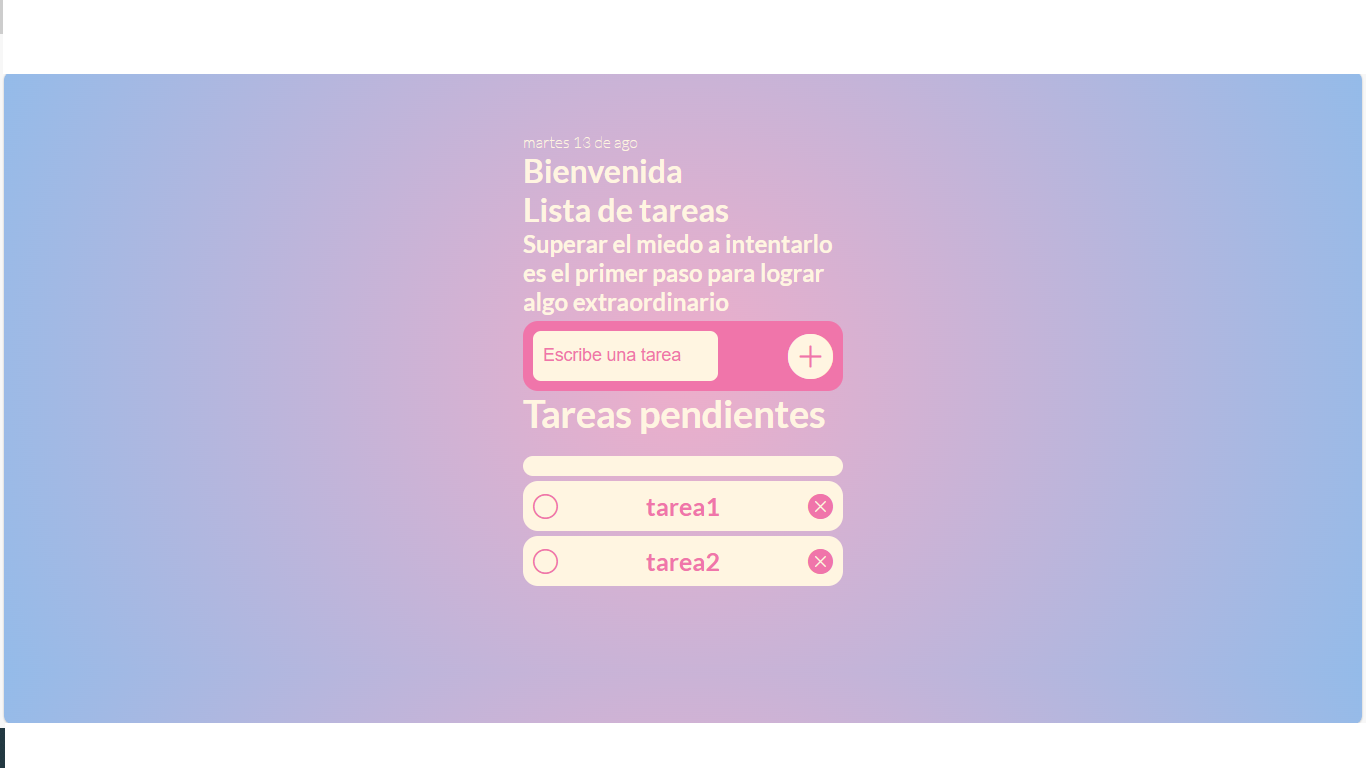 martes 13 de ago
Bienvenida
Lista de tareas
Superar el miedo a intentarlo
es el primer paso para lograr
algo extraordinario
Escribe una tarea
Tareas pendientes
tarea1
tarea2